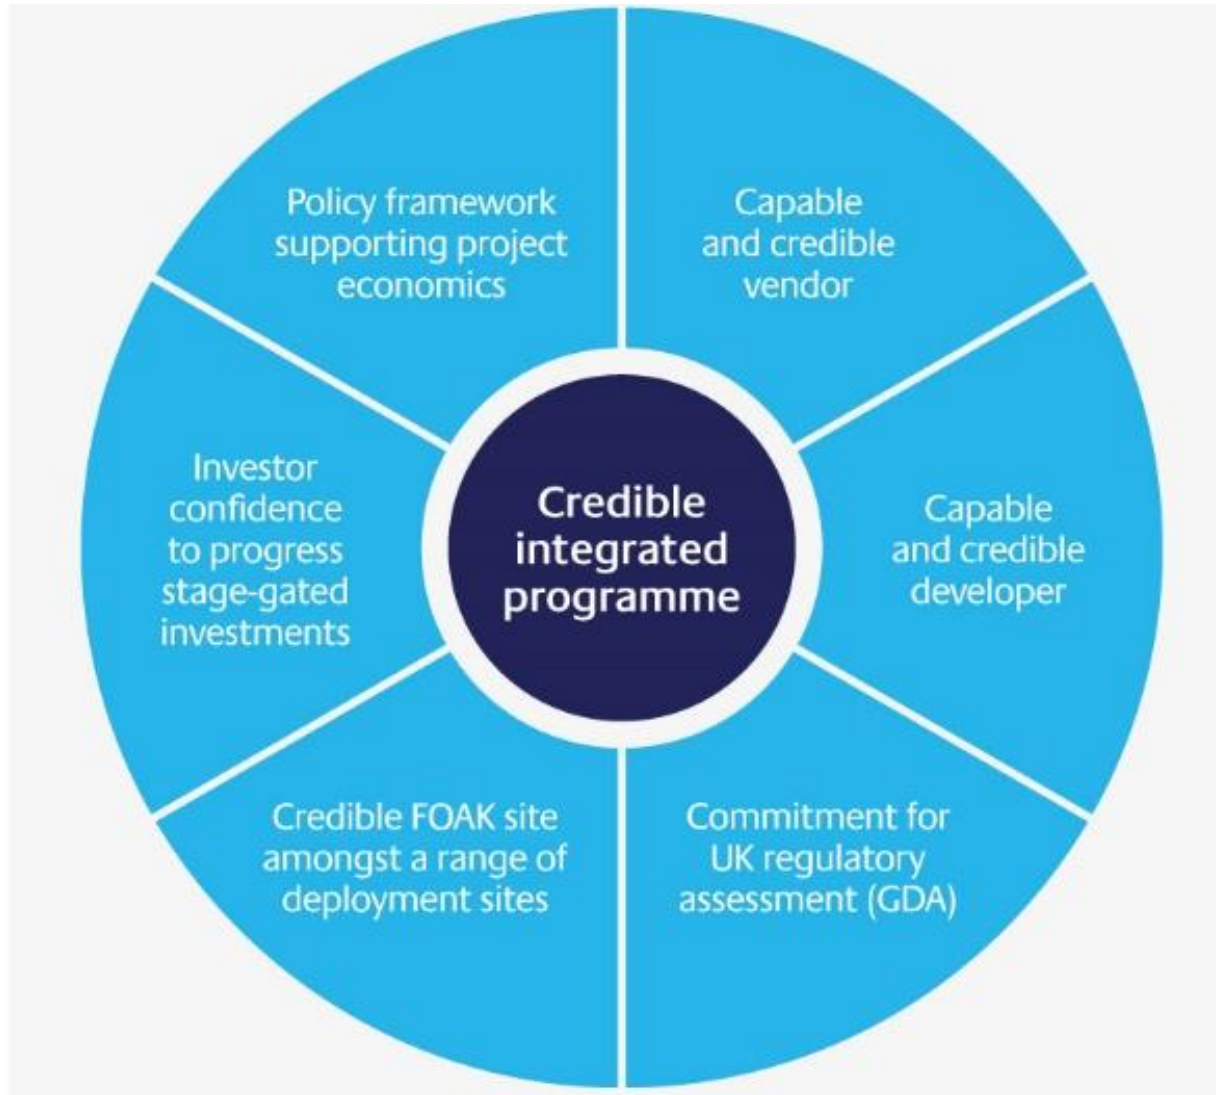 Policy framework
supporting project
economics
Capable
and credible
vendor
Investor
confidence
to progress
stage-gated
investments
Credible
integrated
programme
Capable
and credible
developer
Credible FOAK site
amongst a range of
deployment sites
Commitment for
UK regulatory
assessment (GDA)